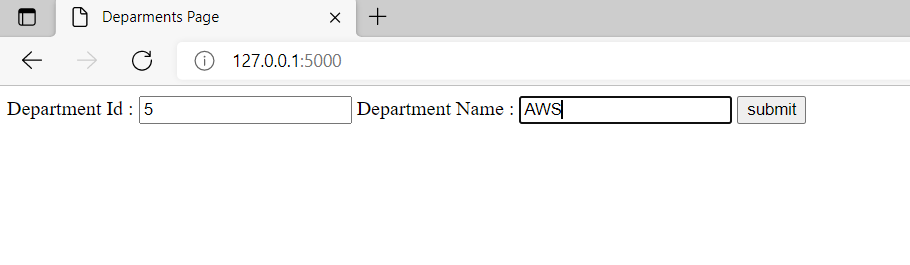 Deparments Page
127.0.0.1:5000
Department Id : 5 Department Name : AWS submit